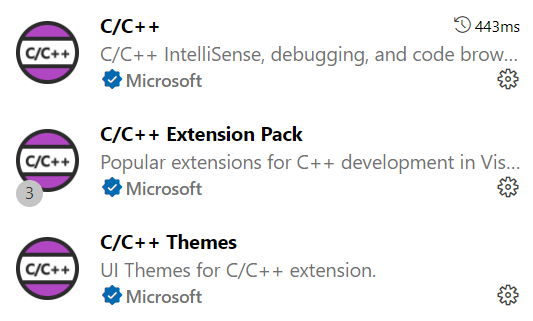 C/C++
C/C++ 443ms
C/C++ IntelliSense, debugging, and code brow...
Microsoft
C/C++ Extension Pack
C/C++
Popular extensions for C++ development in Vis...
3 Microsoft
C/C++ Themes
C/C++
UI Themes for C/C++ extension.
Microsoft